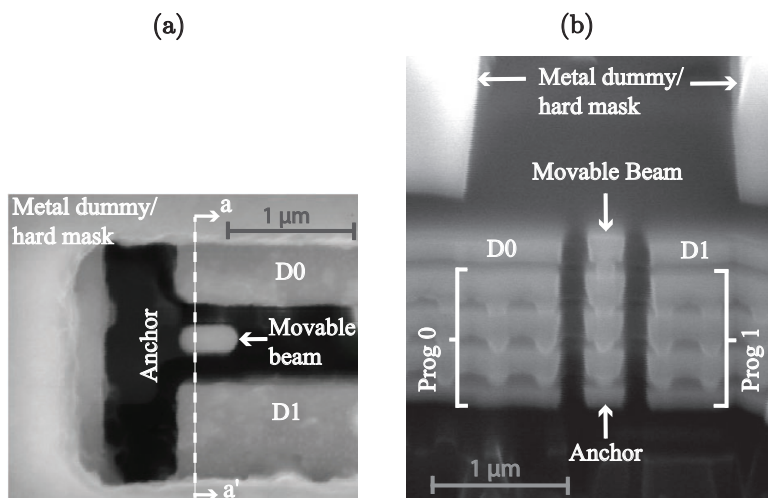 (a)
Metal dummy/
hard mask
a
1 µm
D0
Anchor
Movable
beam
D1
a'
(b)
Metal dummy/
hard mask
Movable Beam
D0
D1
Prog 0
Prog 1
Anchor
1 µm